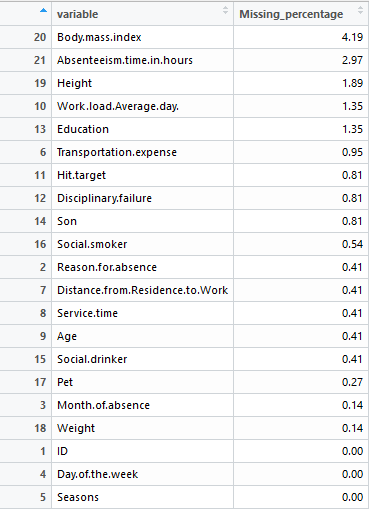 variable Missing_percentage
20 Body.mass.index 4.19
21 Absenteeism.time.in.hours 2.97
19 Height 1.89
10 Work.load.Average.day. 1.35
13 Education 1.35
6 Transportation.expense 0.95
11 Hit.target 0.81
12 Disciplinary.failure 0.81
14 Son 0.81
16 Social.smoker 0.54
2 Reason.for.absence 0.41
7 Distance.from.Residence.to.Work 0.41
8 Service.time 0.41
9 Age 0.41
15 Social.drinker 0.41
17 Pet 0.27
3 Month.of.absence 0.14
18 Weight 0.14
1 ID 0.00
4 Day.of.the.week 0.00
5 Seasons 0.00